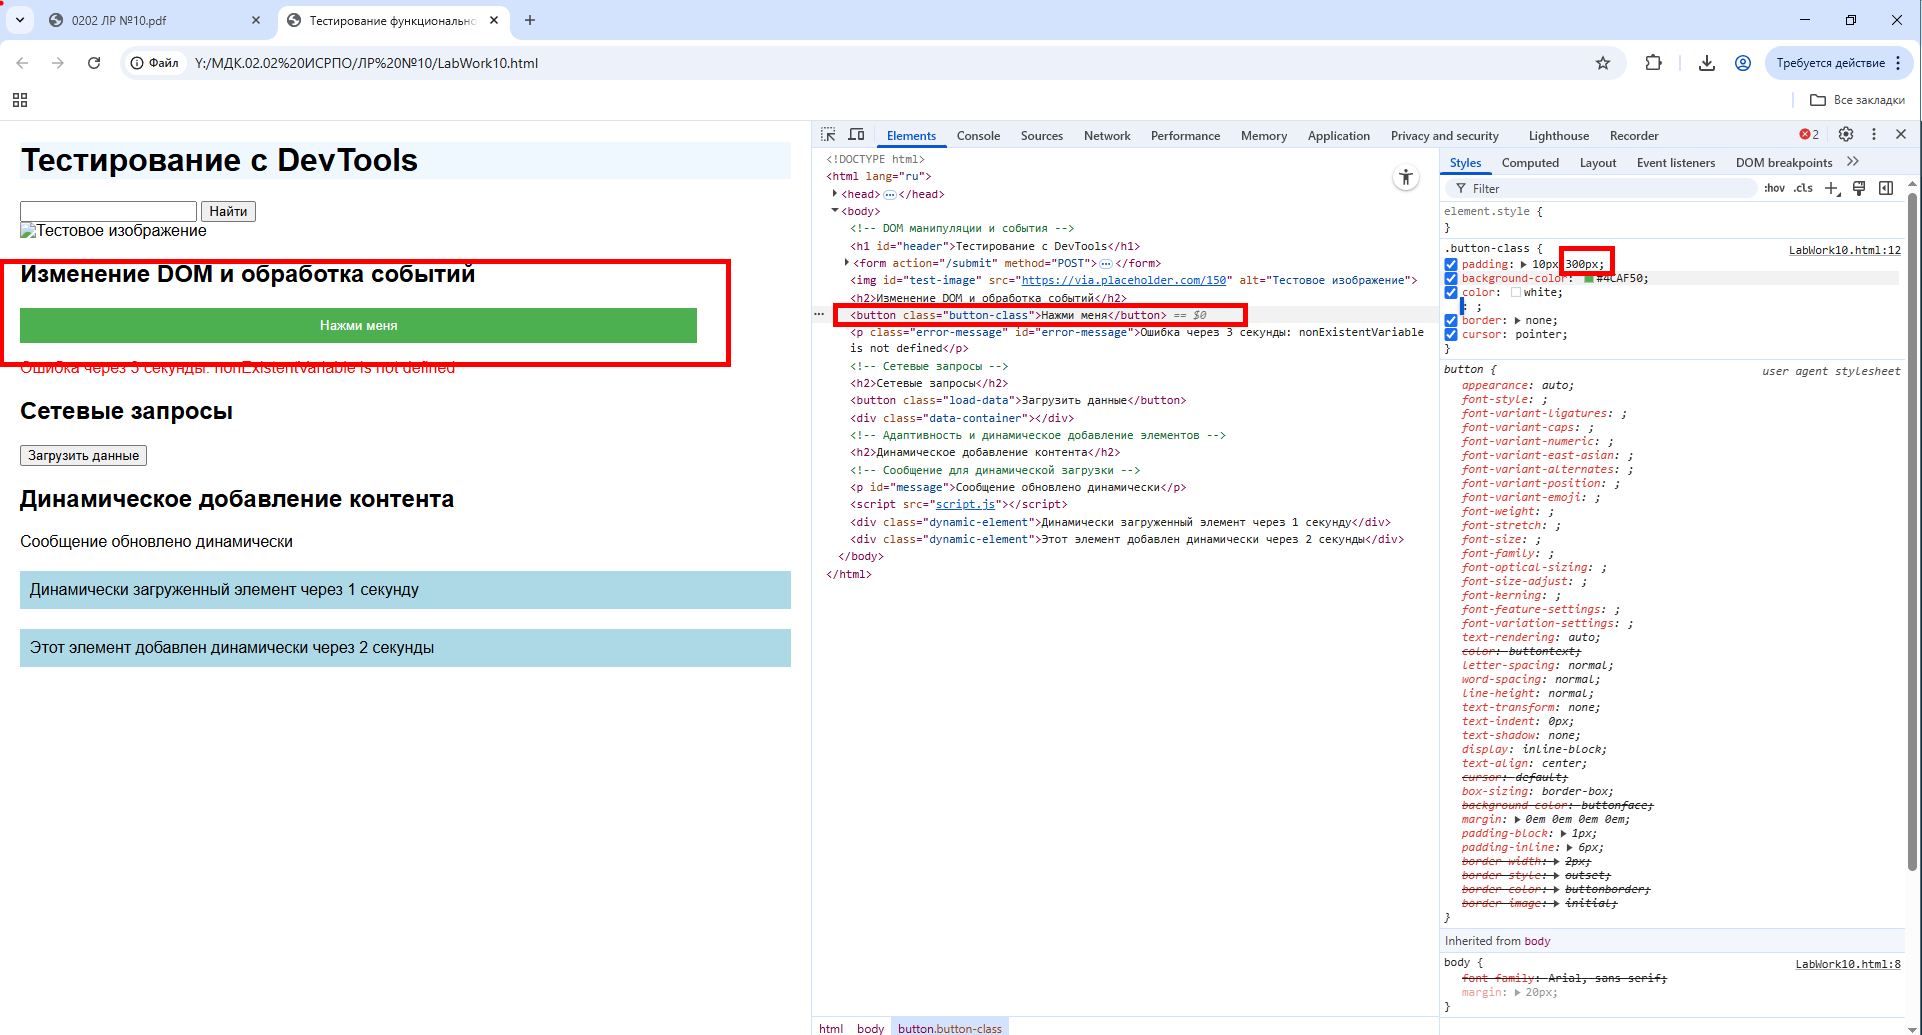 0202 ЛР №10.pdf
Тестирование функционально
Файл
Y:/МДК.02.02%20ИСРПО/ЛР%20№10/LabWork10.html
Требуется действие
Все закладки
Тестирование с DevTools
Найти
Тестовое изображение
Изменение DOM и обработка событий
Нажми меня
Ошибка через 3 секунды: nonExistentVariable is not defined
Сетевые запросы
Загрузить данные
Динамическое добавление контента
Сообщение обновлено динамически
Динамически загруженный элемент через 1 секунду
Этот элемент добавлен динамически через 2 секунды
Elements Console Sources Network Performance Memory Application Privacy and security Lighthouse Recorder 2
<!DOCTYPE html>
<html lang="ru">
<head> </head>
<body>
<!-- DOM манипуляции и события -->
<h1 id="header">Тестирование с DevTools</h1>
<form action="/submit" method="POST"> </form>
<img id="test-image" src="https://via.placeholder.com/150" alt="Тестовое изображение">
<h2>Изменение DOM и обработка событий</h2>
<button class="button-class">Нажми меня</button> == $0
<p class="error-message" id="error-message">Ошибка через 3 секунды: nonExistentVariable
is not defined</p>
<!-- Сетевые запросы -->
<h2>Сетевые запросы</h2>
<button class="load-data">Загрузить данные</button>
<div class="data-container"></div>
<!-- Адаптивность и динамическое добавление элементов -->
<h2>Динамическое добавление контента</h2>
<!-- Сообщение для динамической загрузки -->
<p id="message">Сообщение обновлено динамически</p>
<script src="script.js"></script>
<div class="dynamic-element">Динамически загруженный элемент через 1 секунду</div>
<div class="dynamic-element">Этот элемент добавлен динамически через 2 секунды</div>
</body>
</html>
html body button.button-class
Styles Computed Layout Event listeners DOM breakpoints
Filter :hov .cls
element.style {
}
.button-class { LabWork10.html:12
padding: 10px 300px;
background-color: #4CAF50;
color: white;
: ;
border: none;
cursor: pointer;
}
button { user agent stylesheet
appearance: auto;
font-style: ;
font-variant-ligatures: ;
font-variant-caps: ;
font-variant-numeric: ;
font-variant-east-asian: ;
font-variant-alternates: ;
font-variant-position: ;
font-variant-emoji: ;
font-weight: ;
font-stretch: ;
font-size: ;
font-family: ;
font-optical-sizing: ;
font-size-adjust: ;
font-kerning: ;
font-feature-settings: ;
font-variation-settings: ;
text-rendering: auto;
color: buttontext;
letter-spacing: normal;
word-spacing: normal;
line-height: normal;
text-transform: none;
text-indent: 0px;
text-shadow: none;
display: inline-block;
text-align: center;
cursor: default;
box-sizing: border-box;
background-color: buttonface;
margin: 0em 0em 0em 0em;
padding-block: 1px;
padding-inline: 6px;
border-width: 2px;
border-style: outset;
border-color: buttonborder;
border-image: initial;
}
Inherited from body
body { LabWork10.html:8
font-family: Arial, sans-serif;
margin: 20px;
}